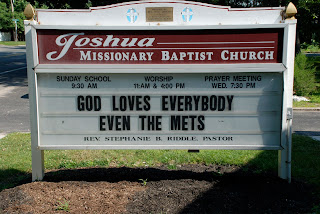 Joshua
MISSIONARY BAPTIST CHURCH
SUNDAY SCHOOL WORSHIP PRAYER MEETING
9:30 AM 11AM & 4:00 PM WED. 7:30 PM
GOD LOVES EVERYBODY
EVEN THE METS
REV. STEPHANIE B. RIDDLE, PASTOR